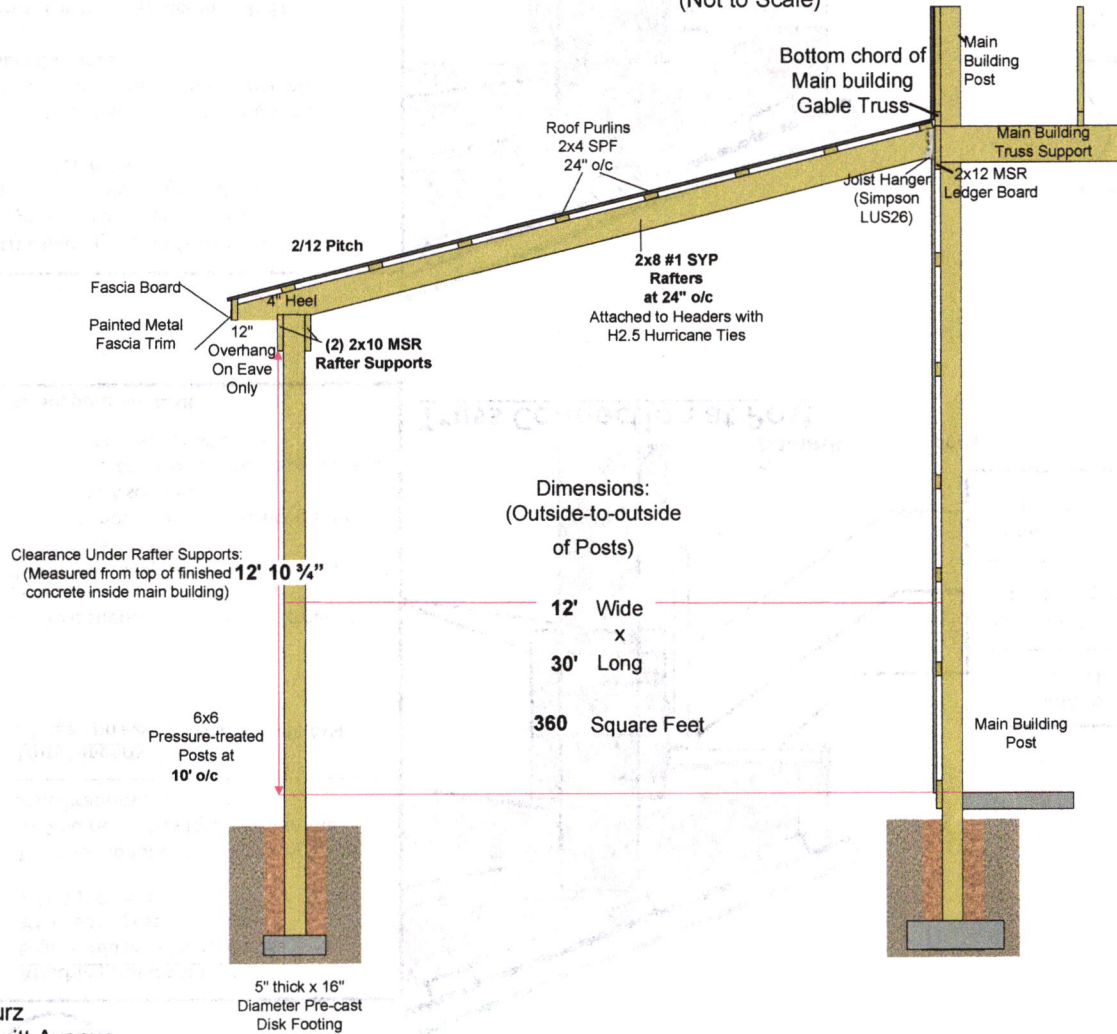 (Not to Scale)
Main
Building
Post
Bottom chord of
Main building
Gable Truss
Roof Purlins
2x4 SPF
24" o/c
Main Building
Truss Support
Joist Hanger
(Simpson
LUS26)
2x12 MSR
Ledger Board
2/12 Pitch
2x8 #1 SYP
Rafters
at 24" o/c
Attached to Headers with
H2.5 Hurricane Ties
Fascia Board
4" Heel
Painted Metal
Fascia Trim
12"
Overhang
On Eave
Only
(2) 2x10 MSR
Rafter Supports
Dimensions:
(Outside-to-outside
of Posts)
Clearance Under Rafter Supports:
(Measured from top of finished
concrete inside main building)
12' 10 ¾"
12' Wide
x
30' Long
360 Square Feet
6x6
Pressure-treated
Posts at
10' o/c
Main Building
Post
5" thick x 16"
Diameter Pre-cast
Disk Footing